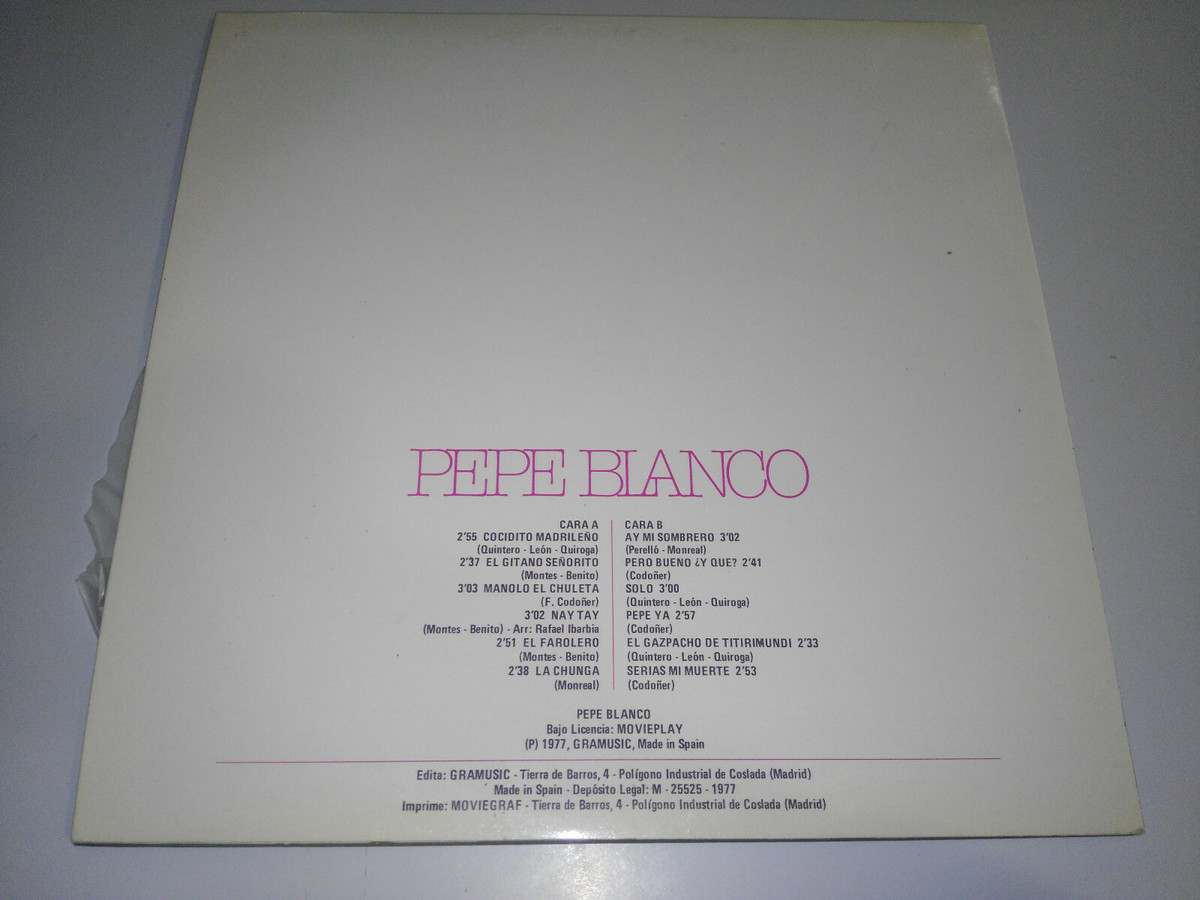 PEPE BLANCO
CARA A
2'55 COCIDITO MADRILEÑO
(Quintero - León - Quiroga)
2'37 EL GITANO SEÑORITO
(Montes - Benito)
3'03 MANOLO EL CHULETA
(F. Codoñer)
3'02 NAY TAY
(Montes - Benito) - Arr: Rafael Ibarbia
2'51 EL FAROLERO
(Montes - Benito)
2'38 LA CHUNGA
(Monreal)
CARA B
AY MI SOMBRERO 3'02
(Perelló - Monreal)
PERO BUENO ¿Y QUE? 2'41
(Codoñer)
SOLO 3'00
(Quintero - León - Quiroga)
PEPE YA 2'57
(Codoñer)
EL GAZPACHO DE TITIRIMUNDI 2'33
(Quintero - León - Quiroga)
SERIAS MI MUERTE 2'53
(Codoñer)
PEPE BLANCO
Bajo Licencia: MOVIEPLAY
(P) 1977, GRAMUSIC, Made in Spain
Edita: GRAMUSIC - Tierra de Barros, 4 - Polígono Industrial de Coslada (Madrid)
Made in Spain - Depósito Legal: M - 25525 - 1977
Imprime: MOVIEGRAF - Tierra de Barros, 4 - Polígono Industrial de Coslada (Madrid)